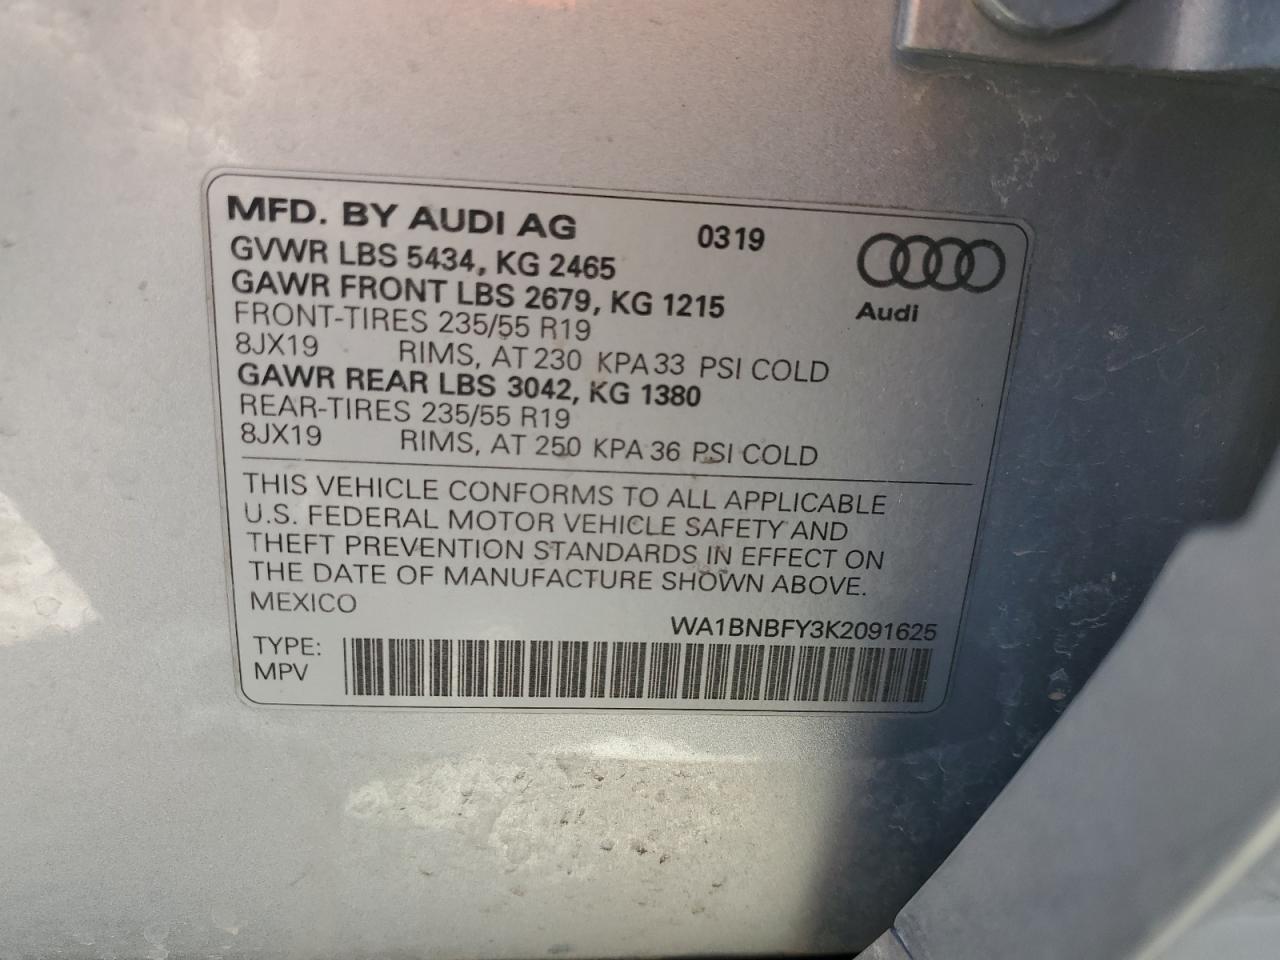 MFD. BY AUDI AG 0319
GVWR LBS 5434, KG 2465
GAWR FRONT LBS 2679, KG 1215
Audi
FRONT-TIRES 235/55 R19
8JX19 RIMS, AT 230 KPA 33 PSI COLD
GAWR REAR LBS 3042, KG 1380
REAR-TIRES 235/55 R19
8JX19 RIMS, AT 250 KPA 36 PSI COLD
THIS VEHICLE CONFORMS TO ALL APPLICABLE
U.S. FEDERAL MOTOR VEHICLE SAFETY AND
THEFT PREVENTION STANDARDS IN EFFECT ON
THE DATE OF MANUFACTURE SHOWN ABOVE.
MEXICO
WA1BNBFY3K2091625
TYPE:
MPV